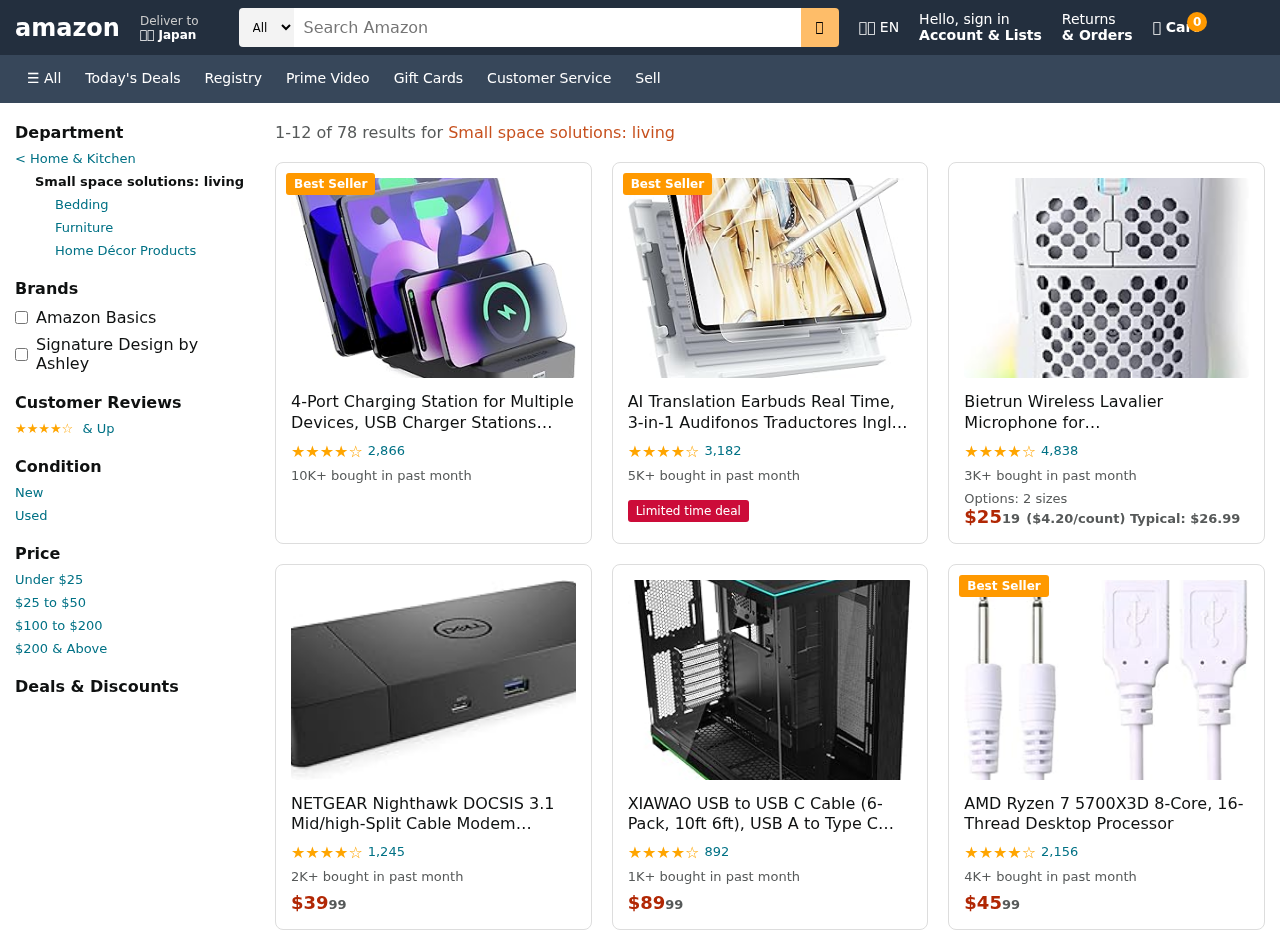 amazon
Deliver to
Japan
All
Search Amazon
EN
Hello, sign in
Account & Lists
Returns
& Orders
0
☰ All
Today's Deals
Registry
Prime Video
Gift Cards
Customer Service
Sell
Department
< Home & Kitchen
Small space solutions: living
Bedding
Furniture
Home Décor Products
Brands
Amazon Basics
Signature Design by
Ashley
Customer Reviews
★★★★☆ & Up
Condition
New
Used
Price
Under $25
$25 to $50
$100 to $200
$200 & Above
Deals & Discounts
1-12 of 78 results for Small space solutions: living
Best Seller
4-Port Charging Station for Multiple
Devices, USB Charger Stations…
★★★★☆ 2,866
10K+ bought in past month
Best Seller
AI Translation Earbuds Real Time,
3-in-1 Audifonos Traductores Ingl…
★★★★☆ 3,182
5K+ bought in past month
Limited time deal
Bietrun Wireless Lavalier
Microphone for…
★★★★☆ 4,838
3K+ bought in past month
Options: 2 sizes
$25 19 ($4.20/count) Typical: $26.99
DELL
NETGEAR Nighthawk DOCSIS 3.1
Mid/high-Split Cable Modem…
★★★★☆ 1,245
2K+ bought in past month
$39 99
XIAWAO USB to USB C Cable (6-
Pack, 10ft 6ft), USB A to Type C…
★★★★☆ 892
1K+ bought in past month
$89 99
Best Seller
AMD Ryzen 7 5700X3D 8-Core, 16-
Thread Desktop Processor
★★★★☆ 2,156
4K+ bought in past month
$45 99